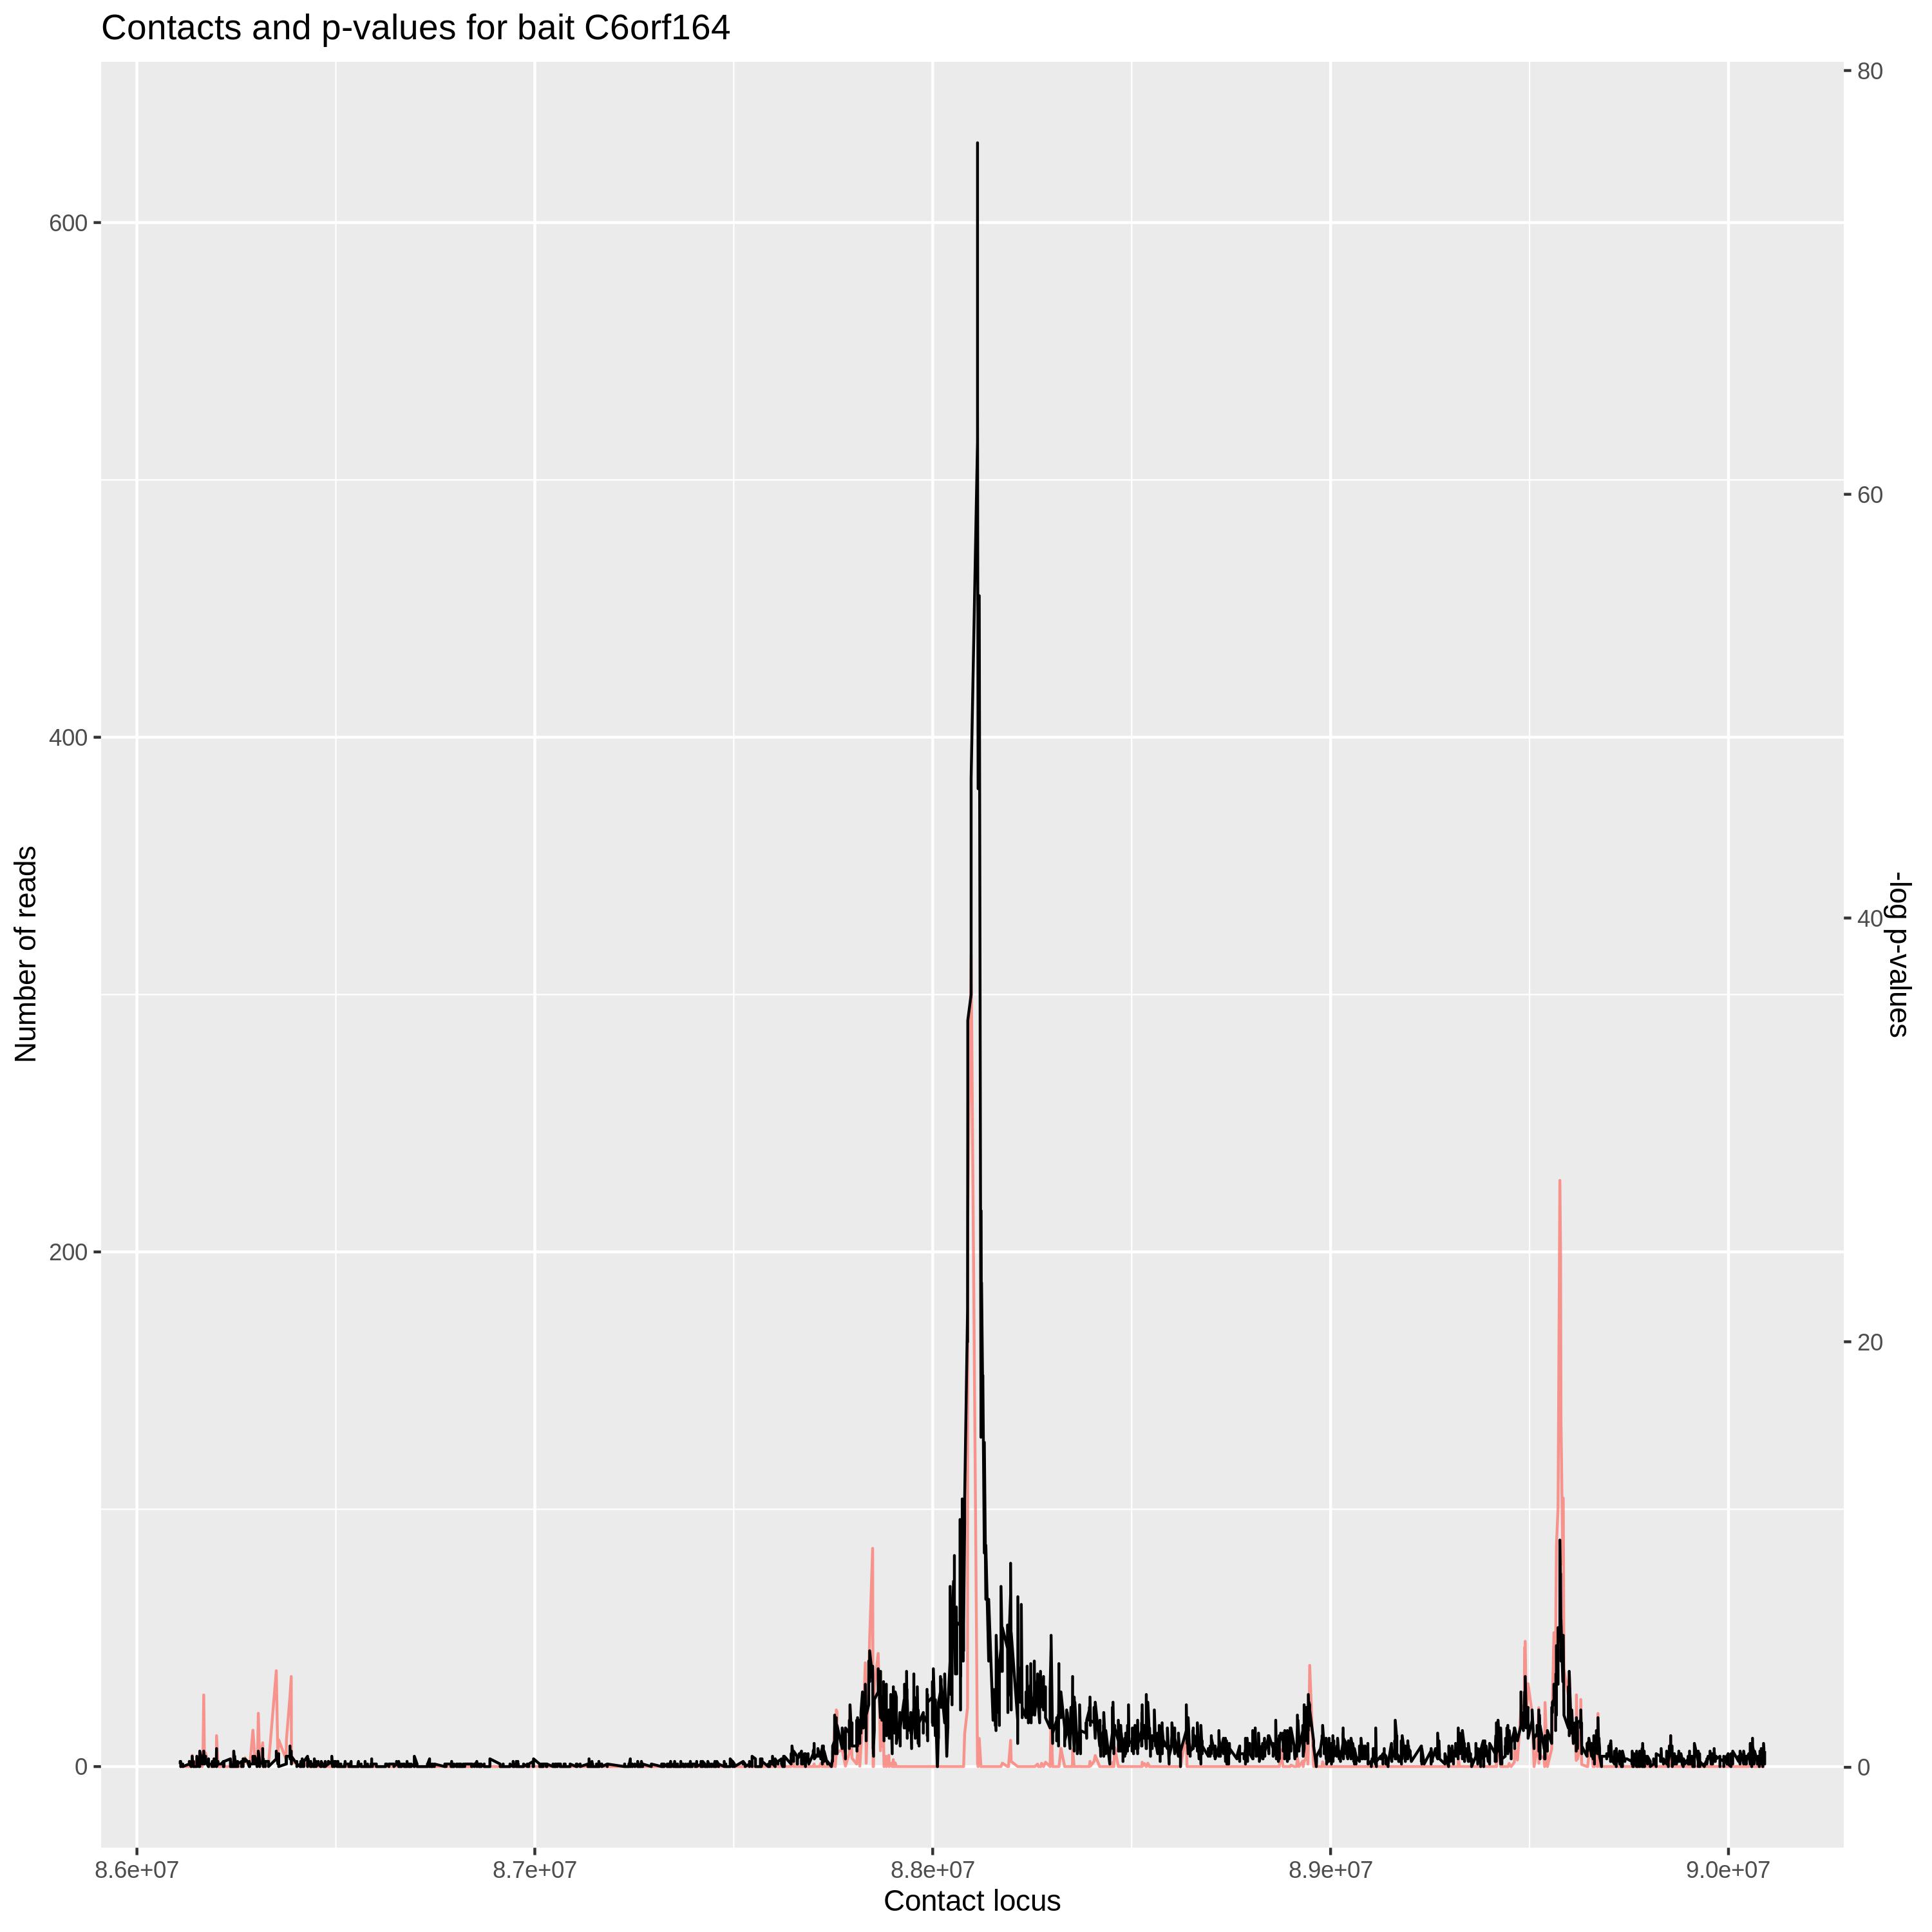 Contacts and p-values for bait C6orf164
80
600
60
400
40
Number of reads
-log p-values
200
20
0
0
8.6e+07
8.7e+07
8.8e+07
8.9e+07
9.0e+07
Contact locus